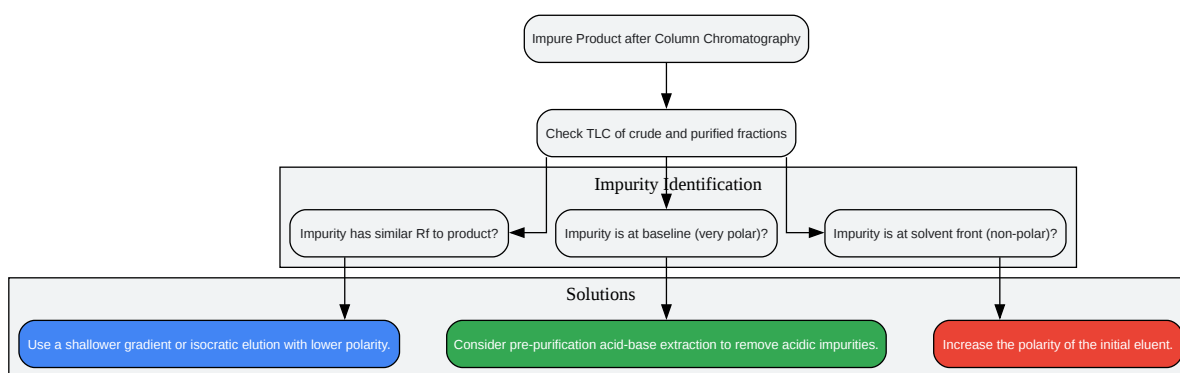 Impure Product after Column Chromatography
Check TLC of crude and purified fractions
Impurity Identification
Impurity has similar Rf to product?
Impurity is at baseline (very polar)?
Impurity is at solvent front (non-polar)?
Solutions
Use a shallower gradient or isocratic elution with lower polarity.
Consider pre-purification acid-base extraction to remove acidic impurities.
Increase the polarity of the initial eluent.